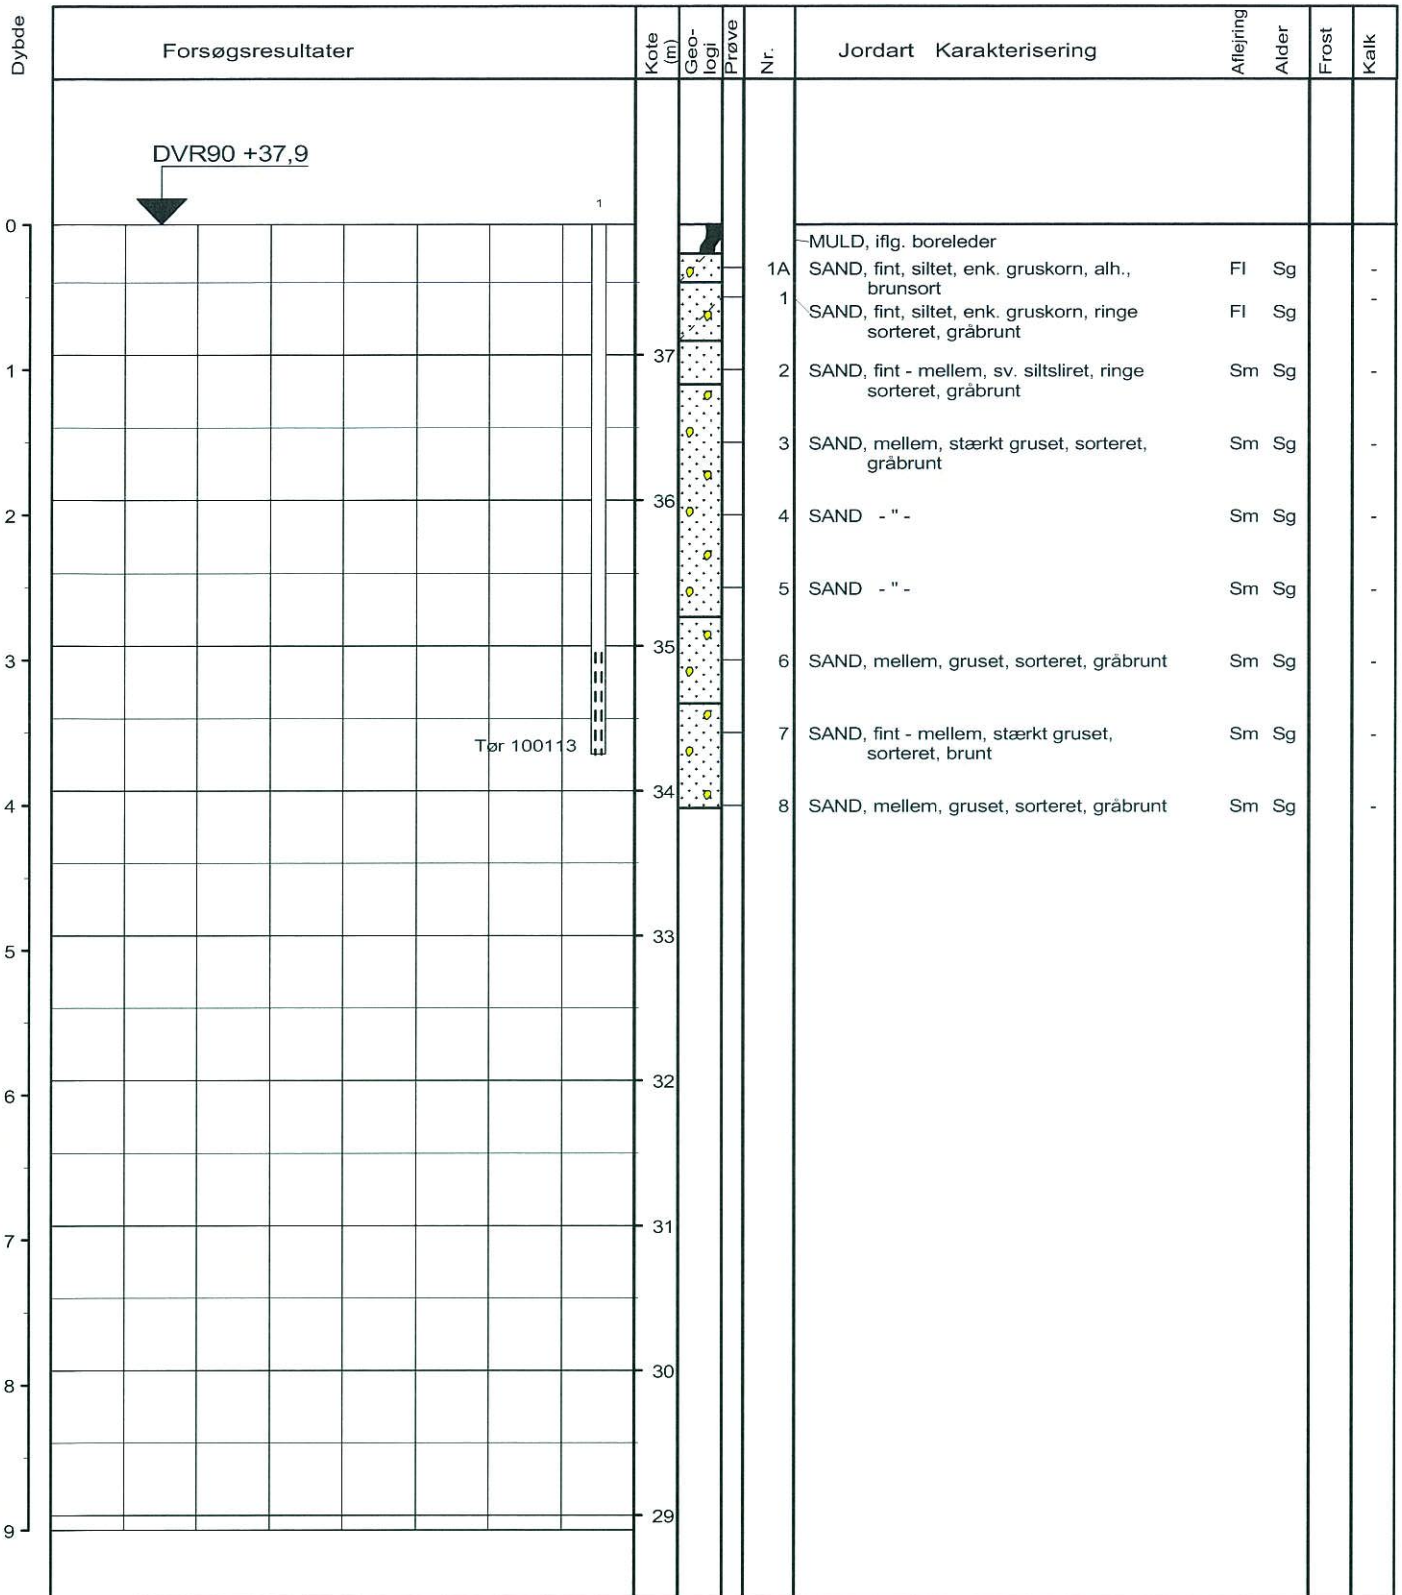 Dybde
Forsøgsresultater
Kote (m)
Geo-logi
Prøve
Nr.
Jordart Karakterisering
Aflejring
Alder
Frost
Kalk
DVR90 +37,9
1
0
MULD, iflg. boreleder
1A SAND, fint, siltet, enk. gruskorn, alh., Fl Sg -
brunsort
1 -
SAND, fint, siltet, enk. gruskorn, ringe Fl Sg
sorteret, gråbrunt
37
1
2 SAND, fint - mellem, sv. siltsliret, ringe Sm Sg -
sorteret, gråbrunt
3 SAND, mellem, stærkt gruset, sorteret, Sm Sg -
gråbrunt
36
2
4 SAND - " - Sm Sg -
5 SAND - " - Sm Sg -
35
3
6 SAND, mellem, gruset, sorteret, gråbrunt Sm Sg -
7 SAND, fint - mellem, stærkt gruset, Sm Sg -
sorteret, brunt
Tør 100113
34
4
8 SAND, mellem, gruset, sorteret, gråbrunt Sm Sg -
33
5
32
6
31
7
30
8
29
9